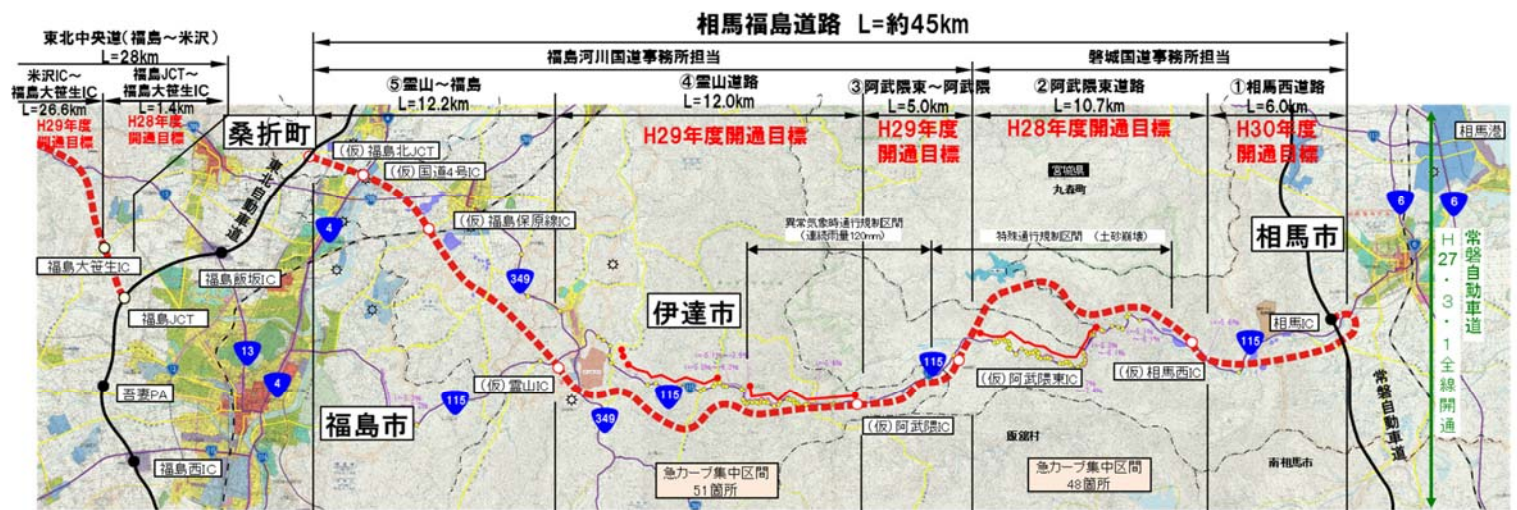 相馬福島道路 L=約45km
東北中央道(福島～米沢)
L=28km
福島河川国道事務所担当
磐城国道事務所担当
米沢IC～
福島大笹生IC
L=26.6km
H29年度
開通目標
福島JCT～
福島大笹生IC
L=1.4km
H28年度
開通目標
⑤霊山～福島
L=12.2km
④霊山道路
L=12.0km
H29年度開通目標
③阿武隈東～阿武隈
L=5.0km
H29年度
開通目標
②阿武隈東道路
L=10.7km
H28年度開通目標
①相馬西道路
L=6.0km
H30年度
開通目標
桑折町
東北自動車道
(仮)福島北JCT
(仮)国道4号IC
(仮)福島保原線IC
相馬港
宮城県
丸森町
異常気象時通行規制区間
(連続雨量120mm)
特殊通行規制区間 (土砂崩壊)
相馬市
6
6
常磐自動車道
H27・3・1全線開通
4
349
福島大笹生IC
福島飯坂IC
福島JCT
伊達市
相馬IC
13
4
115
115
(仮)霊山IC
(仮)阿武隈東IC
(仮)相馬西IC
吾妻PA
115
115
349
福島市
(仮)阿武隈IC
飯舘村
常磐自動車道
福島西IC
急カーブ集中区間
51箇所
急カーブ集中区間
48箇所
南相馬市